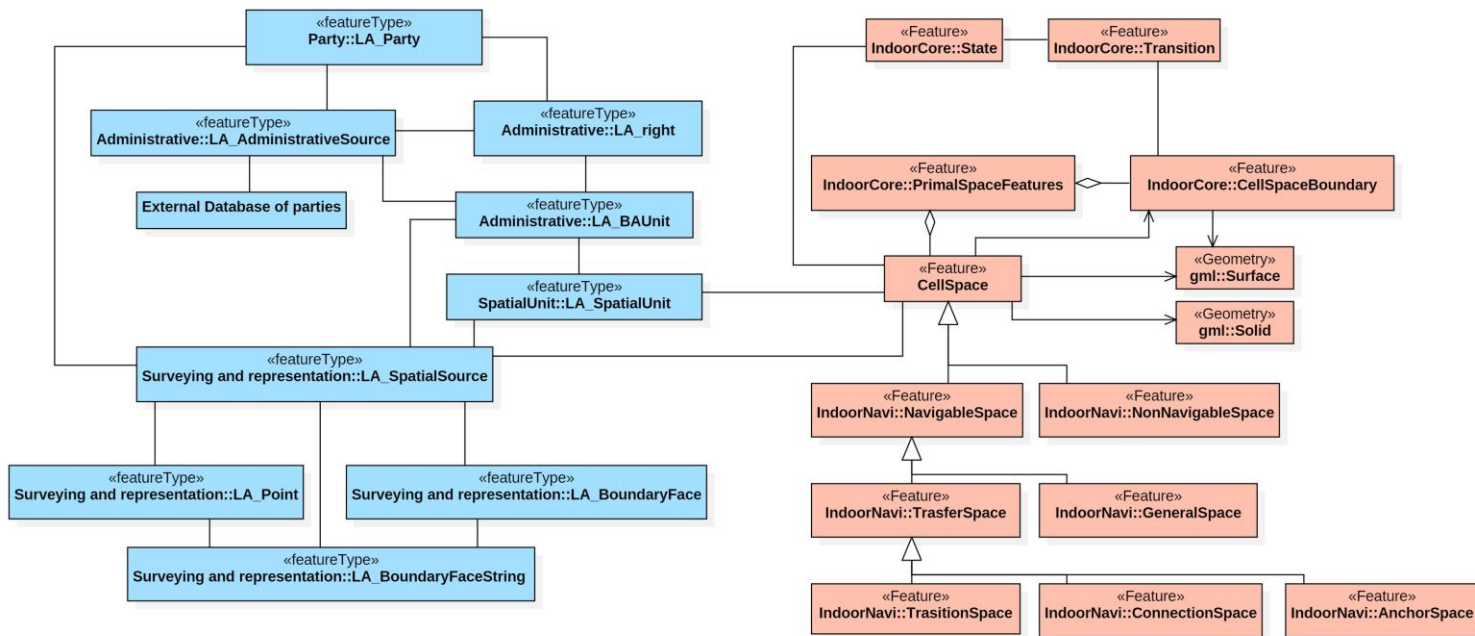 «featureType»
Party::LA_Party
«featureType»
Administrative::LA_AdministrativeSource
«featureType»
Administrative::LA_right
External Database of parties
«featureType»
Administrative::LA_BAUnit
«featureType»
SpatialUnit::LA_SpatialUnit
«featureType»
Surveying and representation::LA_SpatialSource
«featureType»
Surveying and representation::LA_Point
«featureType»
Surveying and representation::LA_BoundaryFace
«featureType»
Surveying and representation::LA_BoundaryFaceString
«Feature»
IndoorCore::State
«Feature»
IndoorCore::Transition
«Feature»
IndoorCore::PrimalSpaceFeatures
«Feature»
IndoorCore::CellSpaceBoundary
«Feature»
CellSpace
«Geometry»
gml::Surface
«Geometry»
gml::Solid
«Feature»
IndoorNavi::NavigableSpace
«Feature»
IndoorNavi::NonNavigableSpace
«Feature»
IndoorNavi::TrasferSpace
«Feature»
IndoorNavi::GeneralSpace
«Feature»
IndoorNavi::TrasitionSpace
«Feature»
IndoorNavi::ConnectionSpace
«Feature»
IndoorNavi::AnchorSpace